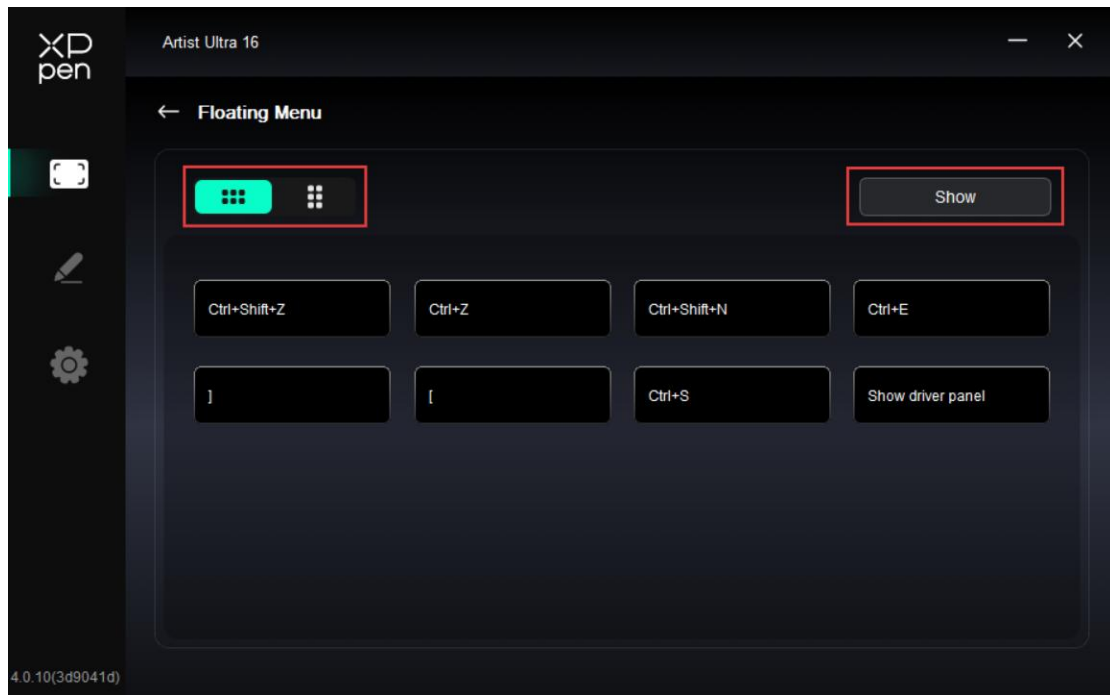 XP
pen
Artist Ultra 16
Floating Menu
Show
Ctrl+Shift+Z
Ctrl+Z
Ctrl+Shift+N
Ctrl+E
]
[
Ctrl+S
Show driver panel
4.0.10(3d9041d)